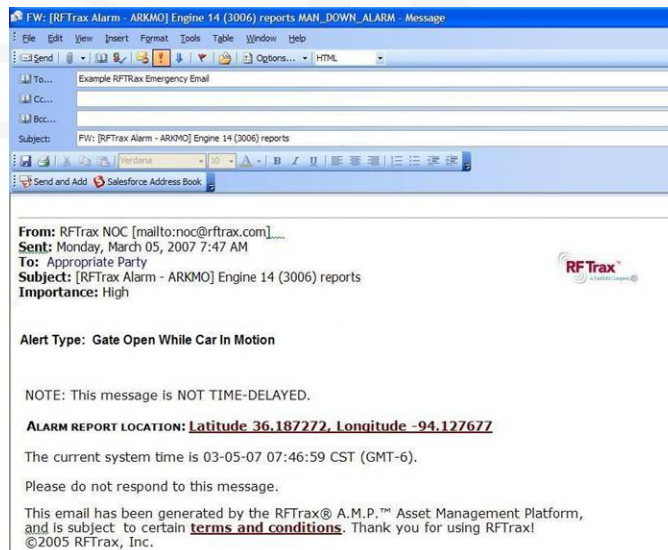 FW: [RFTrax Alarm - ARKMO] Engine 14 (3006) reports MAN_DOWN_ALARM - Message
File Edit View Insert Format Tools Table Window Help
Send Options... HTML
To... Example RFTRax Emergency Email
Cc...
Bcc...
Subject: FW: [RFTrax Alarm - ARKMO] Engine 14 (3006) reports
Verdana 10 A B I U
Send and Add Salesforce Address Book
From: RFTrax NOC [mailto:noc@rftrax.com]
Sent: Monday, March 05, 2007 7:47 AM
To: Appropriate Party
Subject: [RFTrax Alarm - ARKMO] Engine 14 (3006) reports
Importance: High
RFTrax™
Alert Type: Gate Open While Car In Motion
NOTE: This message is NOT TIME-DELAYED.
ALARM REPORT LOCATION: Latitude 36.187272, Longitude -94.127677
The current system time is 03-05-07 07:46:59 CST (GMT-6).
Please do not respond to this message.
This email has been generated by the RFTrax® A.M.P.™ Asset Management Platform,
and is subject to certain terms and conditions. Thank you for using RFTrax!
©2005 RFTrax, Inc.